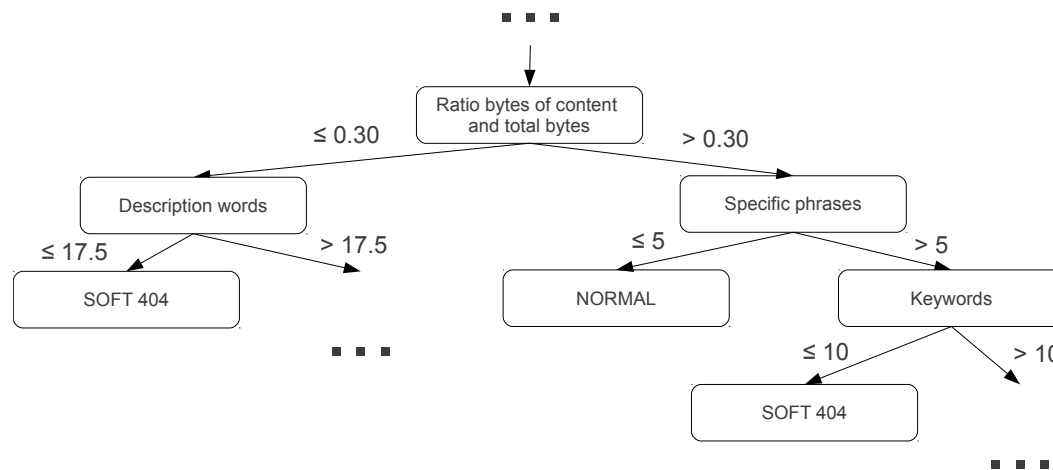 Ratio bytes of content
and total bytes
≤ 0.30
> 0.30
Description words
Specific phrases
≤ 17.5
> 17.5
≤ 5
> 5
SOFT 404
NORMAL
Keywords
≤ 10
> 10
SOFT 404